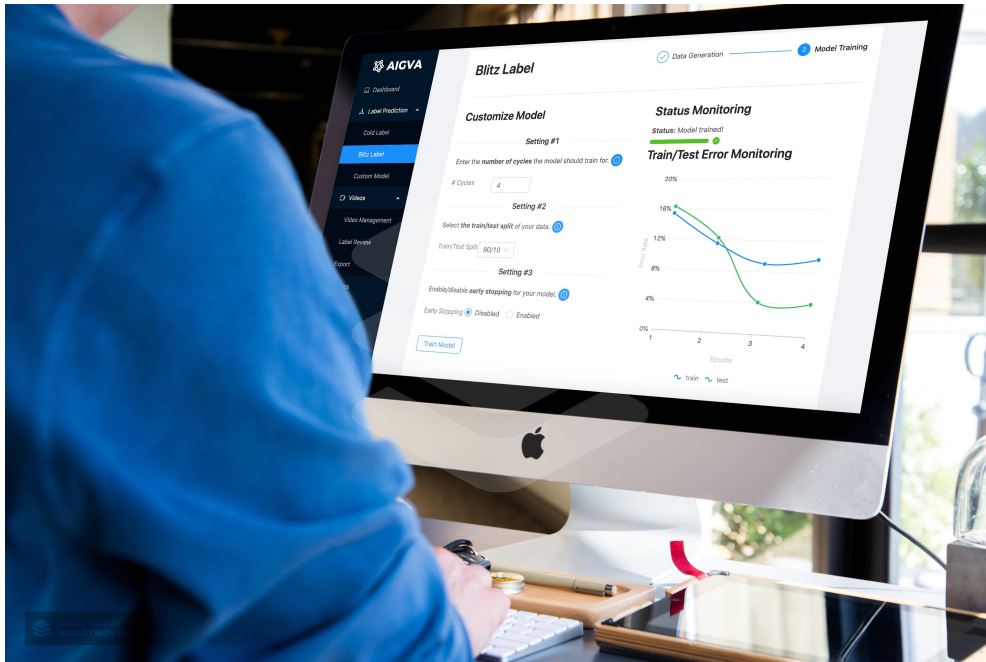 AIGVA
Dashboard
Label Prediction
Cold Label
Blitz Label
Custom Model
Videos
Video Management
Label Review
Export
Blitz Label
Data Generation
2 Model Training
Customize Model
Setting #1
Enter the number of cycles the model should train for.
# Cycles 4
Setting #2
Select the train/test split of your data.
Train/Test Split 90/10
Setting #3
Enable/disable early stopping for your model.
Early Stopping Disabled Enabled
Train Model
Status Monitoring
Status: Model trained!
Train/Test Error Monitoring
20%
16%
12%
8%
4%
0%
Error Rate
1 2 3 4
Epochs
train test